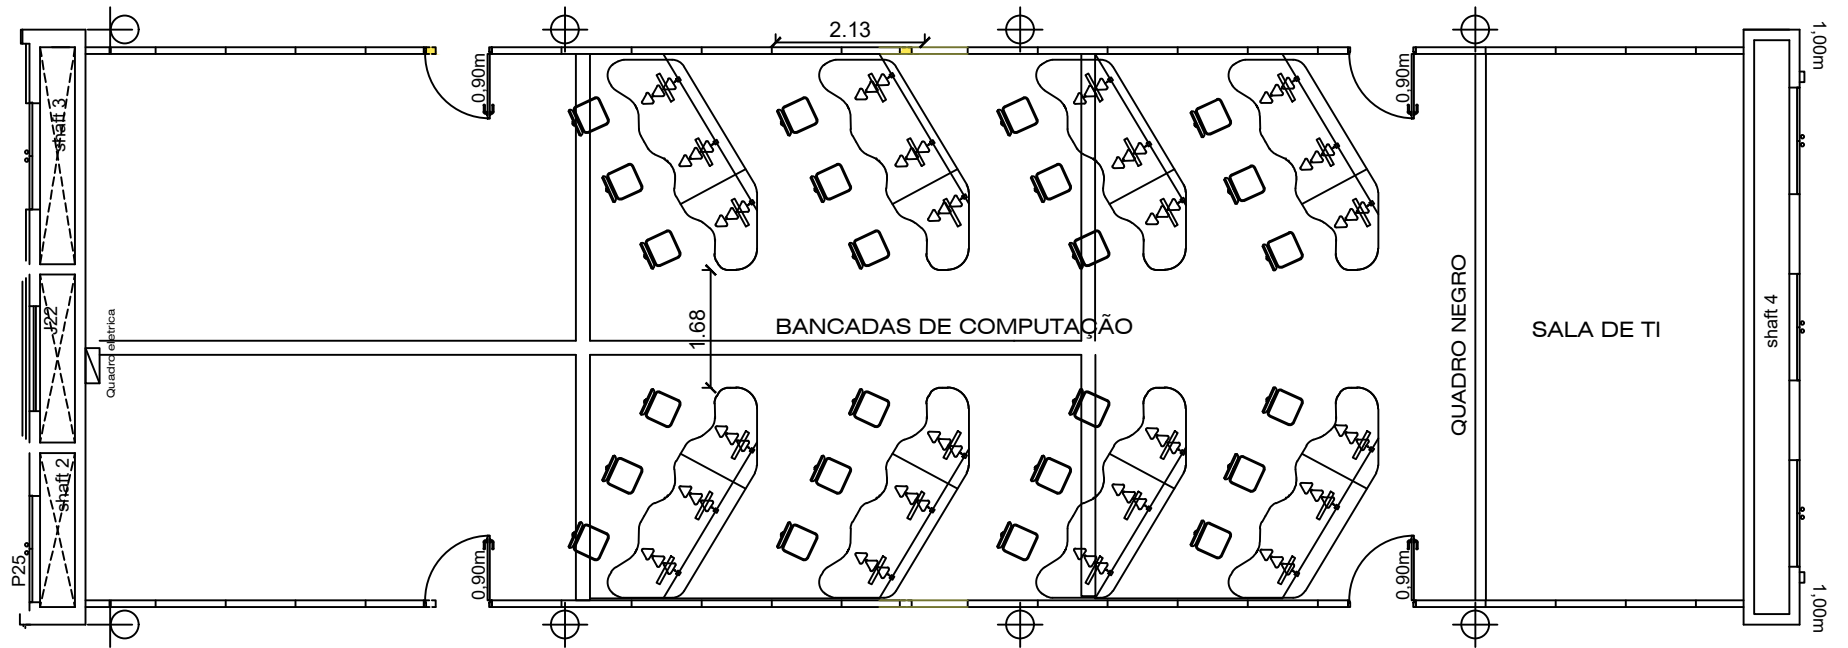 2.13
1,00m
0,90m
0,90m
shaft 3
J22
Quadro eletrica
1.68
BANCADAS DE COMPUTAÇÃO
QUADRO NEGRO
SALA DE TI
shaft 4
shaft 2
P25
0,90m
0,90m
1,00m